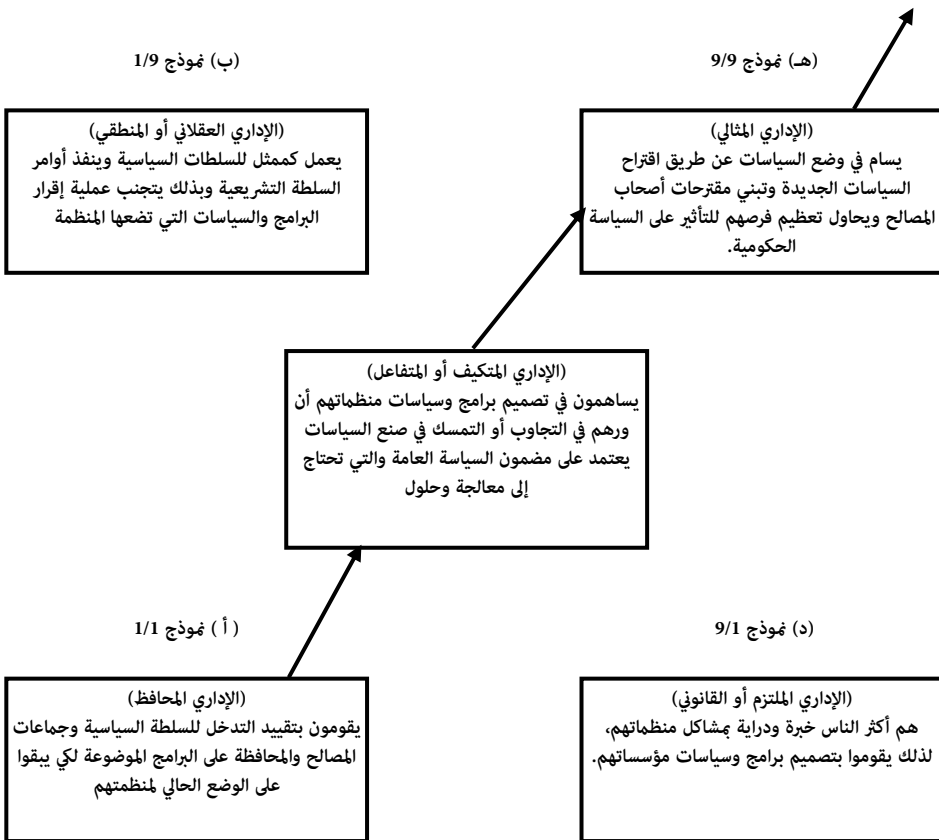 (هـ) نموذج 9/9
(ب) نموذج 1/9
(الإداري المثالي)
يسام في وضع السياسات عن طريق اقتراح
السياسات الجديدة وتبني مقترحات أصحاب
المصالح ويحاول تعظيم فرصهم للتأثير على السياسة
الحكومية.
(الإداري العقلاني أو المنطقي)
يعمل كممثل للسلطات السياسية وينفذ أوامر
السلطة التشريعية وبذلك يتجنب عملية إقرار
البرامج والسياسات التي تضعها المنظمة
(الإداري المتكيف أو المتفاعل)
يساهمون في تصميم برامج وسياسات منظماتهم أن
ورهم في التجاوب أو التمسك في صنع السياسات
يعتمد على مضمون السياسة العامة والتي تحتاج
إلى معالجة وحلول
(د) نموذج 9/1
( أ ) نموذج 1/1
(الإداري الملتزم أو القانوني)
هم أكثر الناس خبرة ودراية بمشاكل منظماتهم،
لذلك يقوموا بتصميم برامج وسياسات مؤسساتهم.
(الإداري المحافظ)
يقومون بتقييد التدخل للسلطة السياسية وجماعات
المصالح والمحافظة على البرامج الموضوعة لكي يبقوا
على الوضع الحالي لمنظمتهم